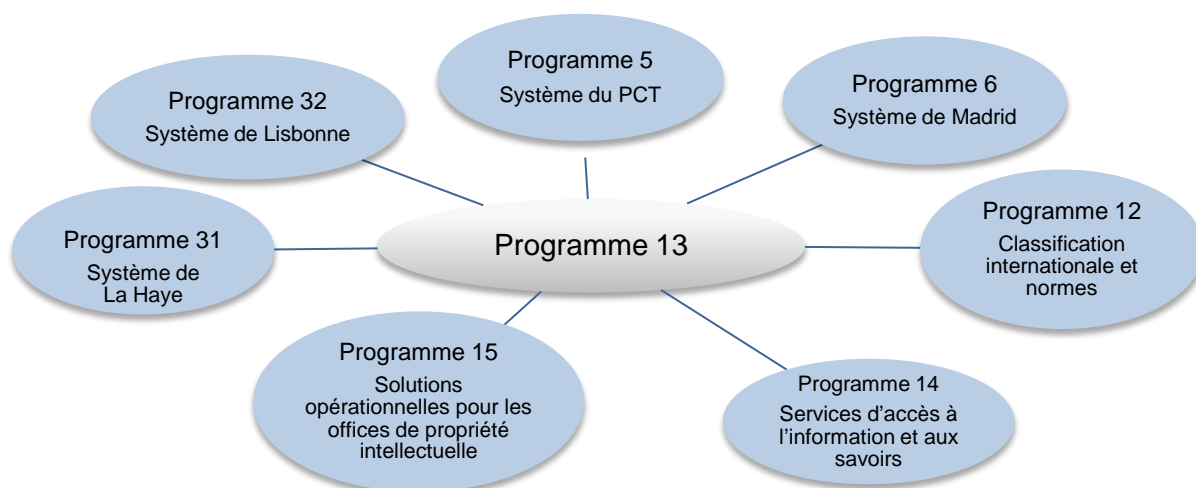 Programme 5
Système du PCT
Programme 32
Système de Lisbonne
Programme 6
Système de Madrid
Programme 31
Système de
La Haye
Programme 13
Programme 12
Classification
internationale et
normes
Programme 15
Solutions
opérationnelles pour les
offices de propriété
intellectuelle
Programme 14
Services d'accès à
l'information et aux
savoirs